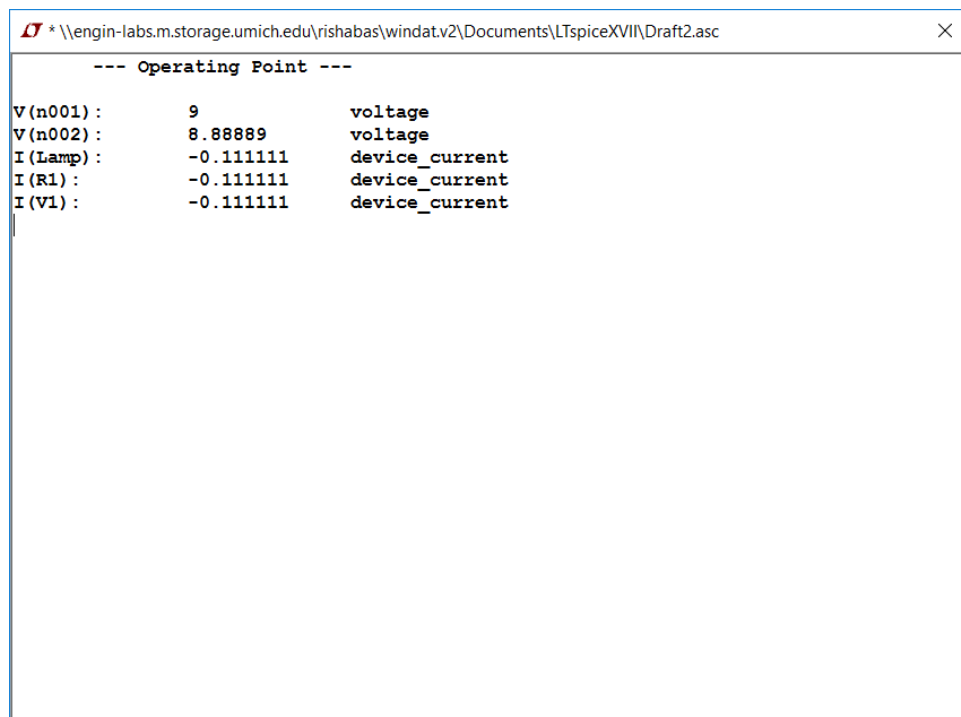 * \\engin-labs.m.storage.umich.edu\rishabas\windat.v2\Documents\LTspiceXVII\Draft2.asc
--- Operating Point ---
V(n001): 9 voltage
V(n002): 8.88889 voltage
I(Lamp): -0.111111 device_current
I(R1): -0.111111 device_current
I(V1): -0.111111 device_current